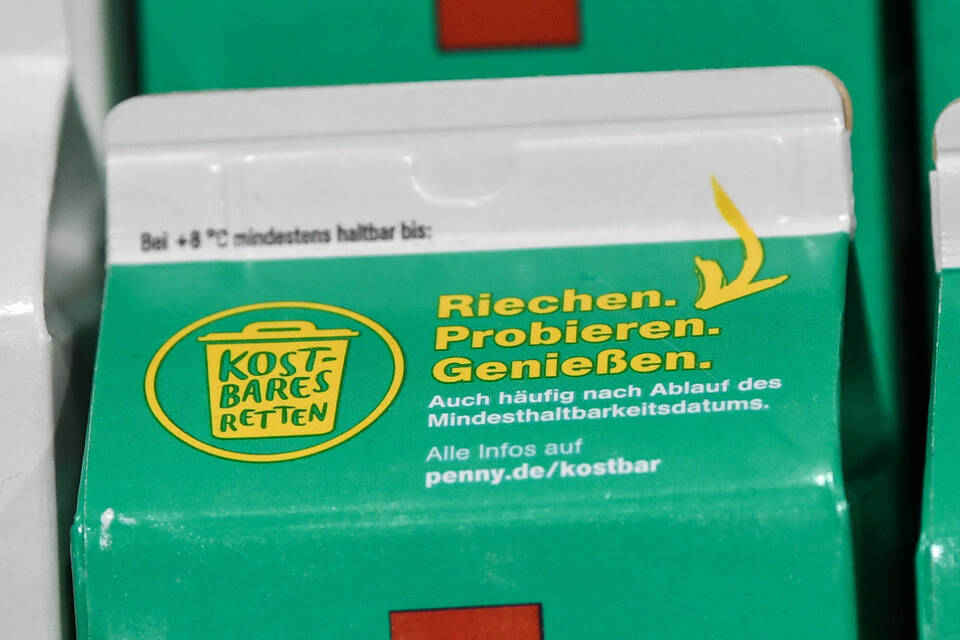 Bei +8 °C mindestens haltbar bis:
KOST-
BARES
RETTEN
Riechen.
Probieren.
Genießen.
Auch häufig nach Ablauf des
Mindesthaltbarkeitsdatums.
Alle Infos auf
penny.de/kostbar